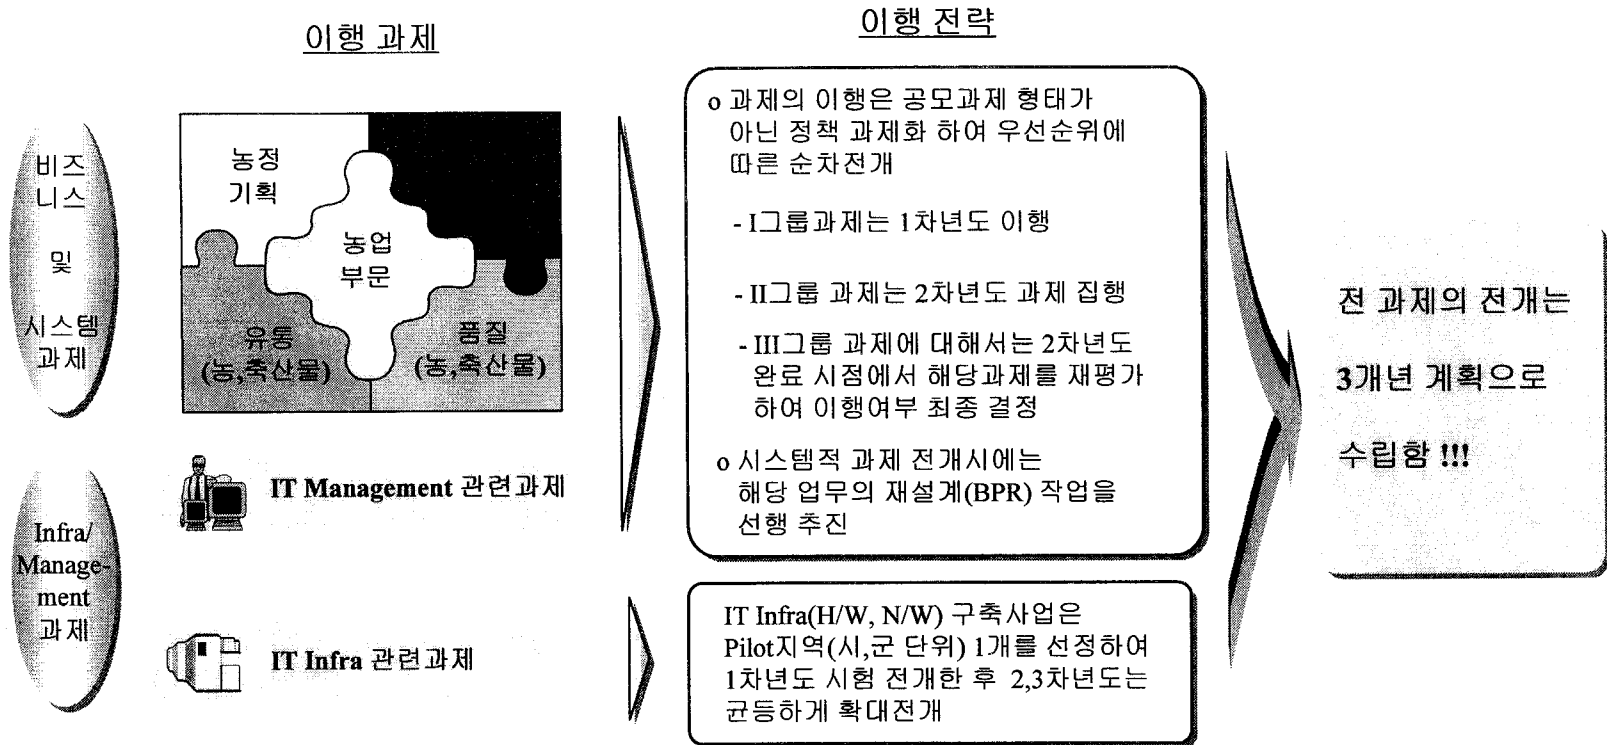 이행 과제
이행 전략
비즈
니스
및
시스템
과제
농정
기획
농업
부문
유통
(농,축산물)
품질
(농,축산물)
Infra/
Manage-
ment
과제
IT Management 관련과제
IT Infra 관련과제
o 과제의 이행은 공모과제 형태가
아닌 정책 과제화 하여 우선순위에
따른 순차전개
- I그룹과제는 1차년도 이행
- II그룹 과제는 2차년도 과제 집행
- III그룹 과제에 대해서는 2차년도
완료 시점에서 해당과제를 재평가
하여 이행여부 최종 결정
o 시스템적 과제 전개시에는
해당 업무의 재설계(BPR) 작업을
선행 추진
IT Infra(H/W, N/W) 구축사업은
Pilot지역(시,군 단위) 1개를 선정하여
1차년도 시험 전개한 후 2,3차년도는
균등하게 확대전개
전 과제의 전개는
3개년 계획으로
수립함 !!!